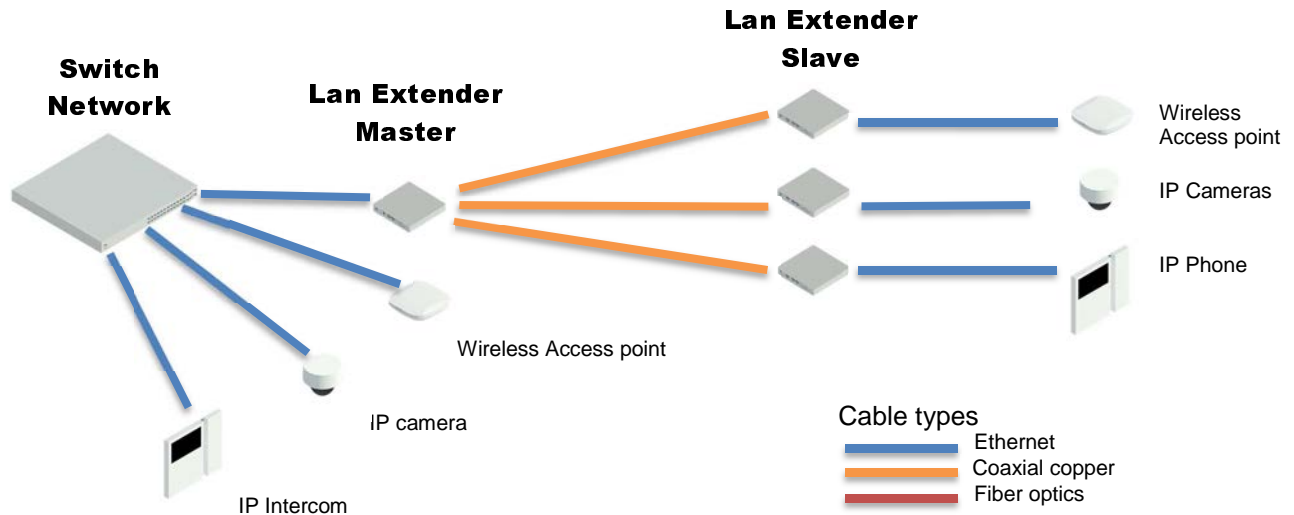 Switch
Network
Lan Extender
Master
Lan Extender
Slave
Wireless
Access point
IP Cameras
IP Phone
Wireless Access point
IP camera
IP Intercom
Cable types
Ethernet
Coaxial copper
Fiber optics